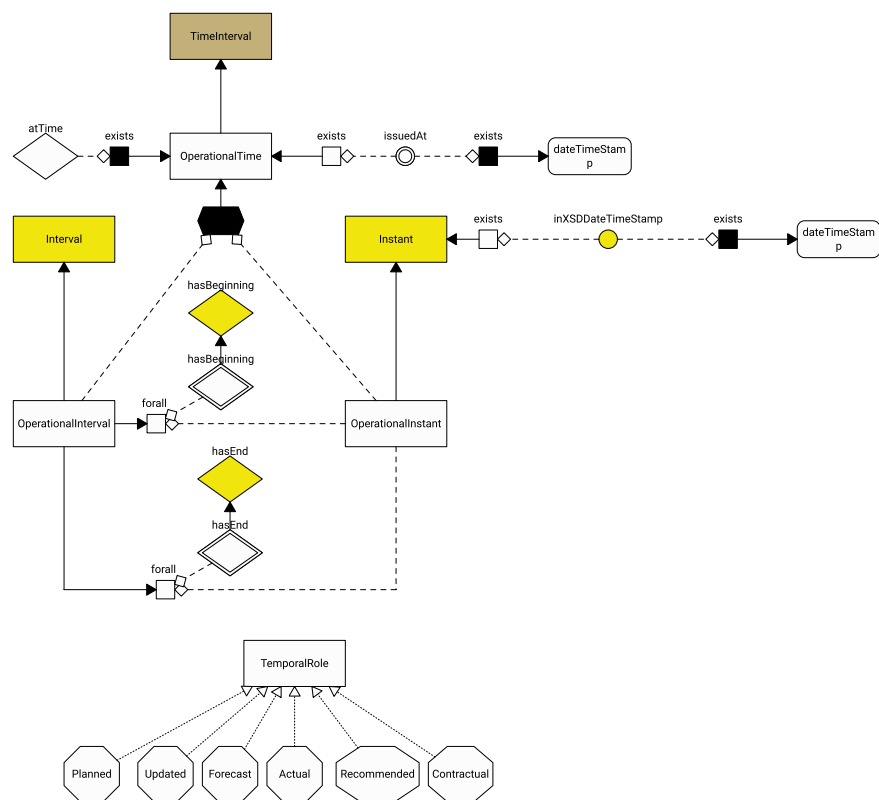 TimeInterval
atTime
exists
OperationalTime
exists
issuedAt
exists
dateTimeStam
p
Interval
Instant
exists
inXSDDateTimeStamp
exists
dateTimeStam
p
hasBeginning
hasBeginning
OperationalInterval
forall
OperationalInstant
hasEnd
hasEnd
forall
TemporalRole
Planned
Updated
Forecast
Actual
Recommended
Contractual